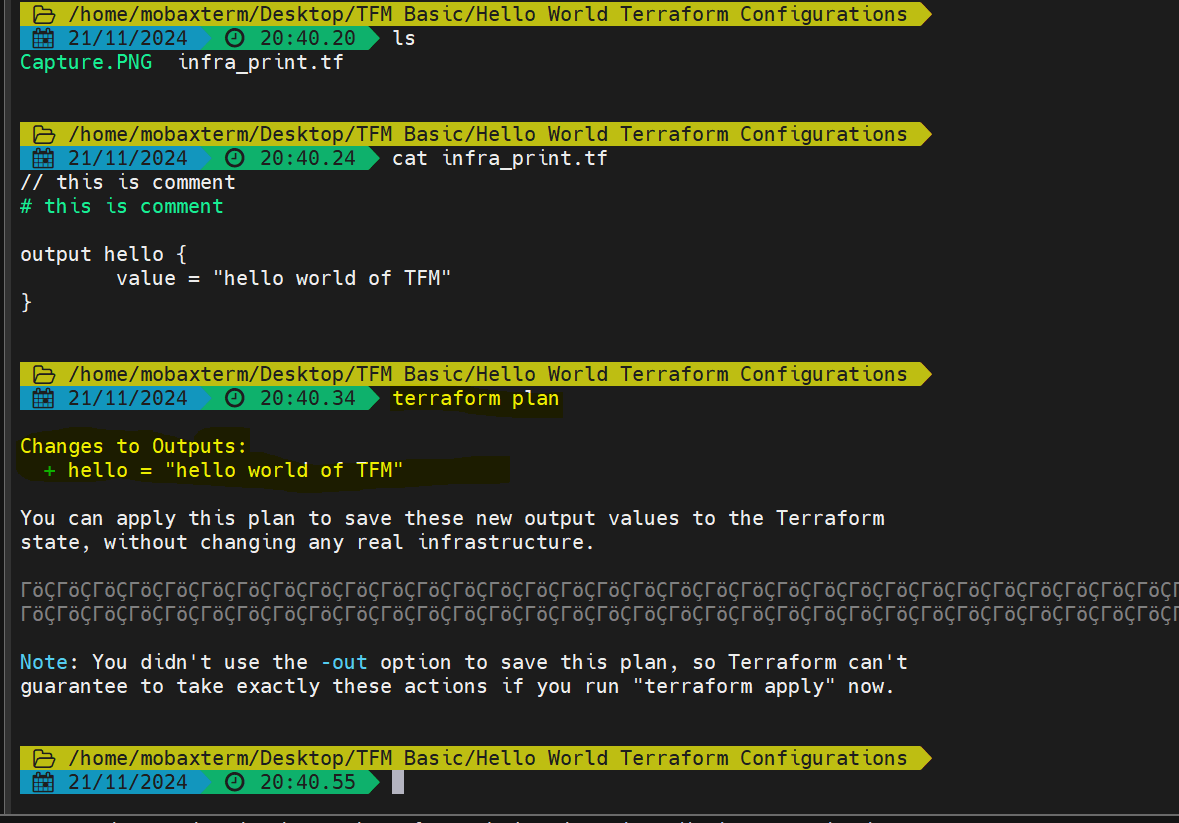 /home/mobaxterm/Desktop/TFM Basic/Hello World Terraform Configurations
21/11/2024 20:40.20 ls
Capture.PNG  infra_print.tf
/home/mobaxterm/Desktop/TFM Basic/Hello World Terraform Configurations
21/11/2024 20:40.24 cat infra_print.tf
// this is comment
# this is comment
output hello {
        value = "hello world of TFM"
}
/home/mobaxterm/Desktop/TFM Basic/Hello World Terraform Configurations
21/11/2024 20:40.34 terraform plan
Changes to Outputs:
  + hello = "hello world of TFM"
You can apply this plan to save these new output values to the Terraform
state, without changing any real infrastructure.
ΓöÇΓöÇΓöÇΓöÇΓöÇΓöÇΓöÇΓöÇΓöÇΓöÇΓöÇΓöÇΓöÇΓöÇΓöÇΓöÇΓöÇΓöÇΓöÇΓöÇΓöÇΓöÇΓöÇΓöÇΓöÇΓöÇΓöÇΓöÇΓöÇΓöÇΓöÇΓöÇΓ
ΓöÇΓöÇΓöÇΓöÇΓöÇΓöÇΓöÇΓöÇΓöÇΓöÇΓöÇΓöÇΓöÇΓöÇΓöÇΓöÇΓöÇΓöÇΓöÇΓöÇΓöÇΓöÇΓöÇΓöÇΓöÇΓöÇΓöÇΓöÇΓöÇΓöÇΓöÇΓöÇΓ
Note: You didn't use the -out option to save this plan, so Terraform can't
guarantee to take exactly these actions if you run "terraform apply" now.
/home/mobaxterm/Desktop/TFM Basic/Hello World Terraform Configurations
21/11/2024 20:40.55